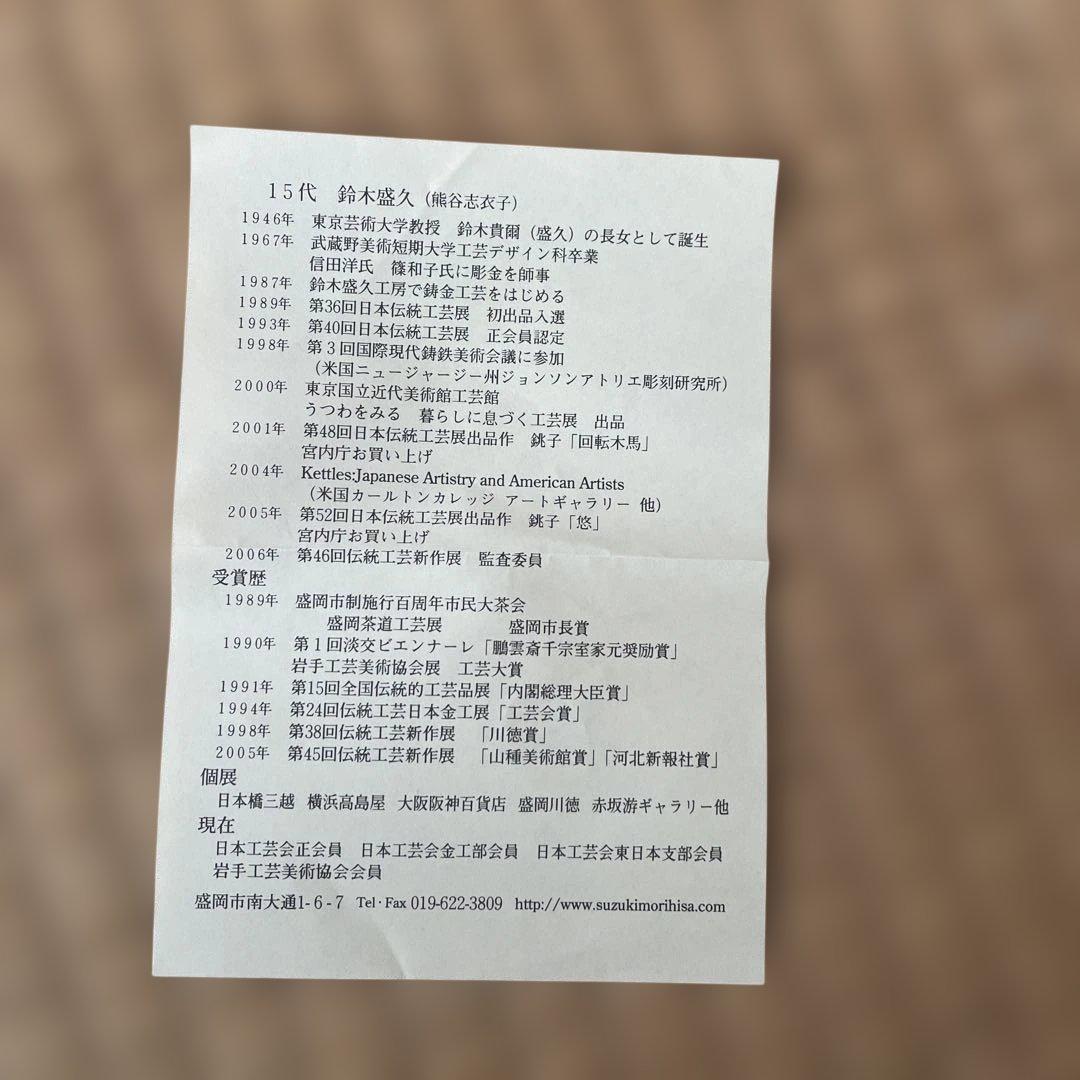 15代　鈴木盛久（熊谷志衣子）
1946年　東京芸術大学教授　鈴木貴爾（盛久）の長女として誕生
1967年　武蔵野美術短期大学工芸デザイン科卒業
信田洋氏　篠和子氏に彫金を師事
1987年　鈴木盛久工房で鋳金工芸をはじめる
1989年　第36回日本伝統工芸展　初出品入選
1993年　第40回日本伝統工芸展　正会員認定
1998年　第3回国際現代鋳鉄美術会議に参加
（米国ニュージャージー州ジョンソンアトリエ彫刻研究所）
2000年　東京国立近代美術館工芸館
うつわをみる　暮らしに息づく工芸展　出品
2001年　第48回日本伝統工芸展出品作　銚子「回転木馬」
宮内庁お買い上げ
2004年　Kettles:Japanese Artistry and American Artists
（米国カールトンカレッジ アートギャラリー 他）
2005年　第52回日本伝統工芸展出品作　銚子「悠」
宮内庁お買い上げ
2006年　第46回伝統工芸新作展　監査委員
受賞歴
1989年　盛岡市制施行百周年市民大茶会
盛岡茶道工芸展　盛岡市長賞
1990年　第1回淡交ビエンナーレ「鵬雲斎千宗室家元奨励賞」
岩手工芸美術協会展　工芸大賞
1991年　第15回全国伝統的工芸品展「内閣総理大臣賞」
1994年　第24回伝統工芸日本金工展「工芸会賞」
1998年　第38回伝統工芸新作展　「川徳賞」
2005年　第45回伝統工芸新作展　「山種美術館賞」「河北新報社賞」
個展
日本橋三越　横浜高島屋　大阪阪神百貨店　盛岡川徳　赤坂游ギャラリー他
現在
日本工芸会正会員　日本工芸会金工部会員　日本工芸会東日本支部会員
岩手工芸美術協会会員
盛岡市南大通1-6-7　Tel・Fax 019-622-3809　http://www.suzukimorihisa.com